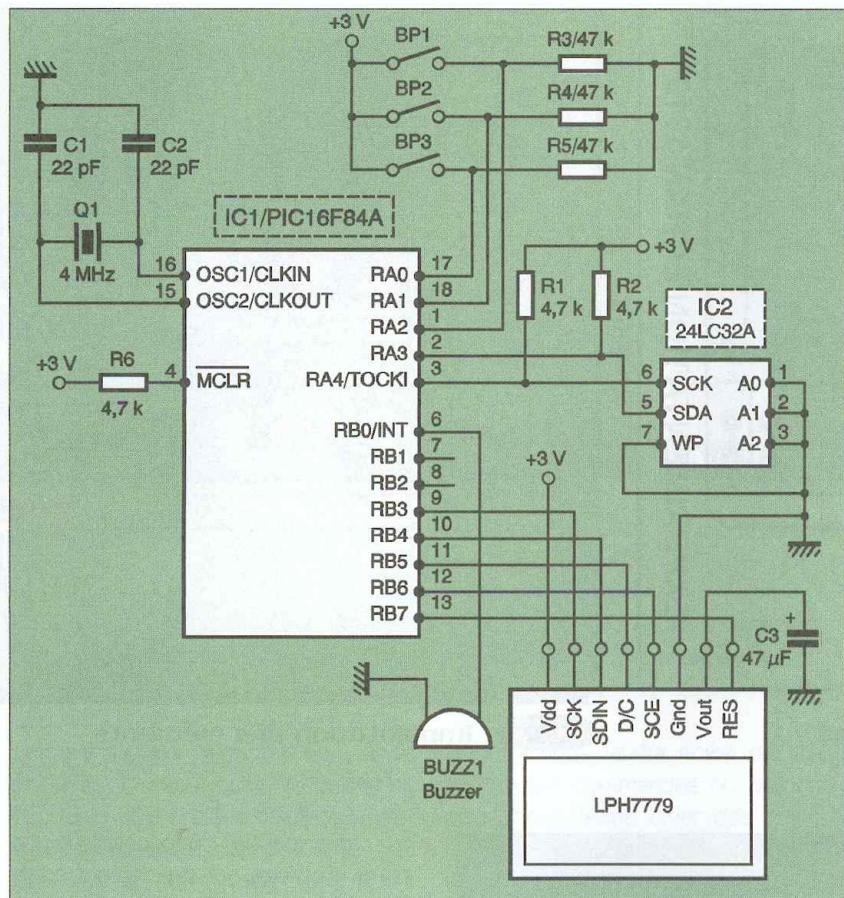 +3 V
BP1
R3/47 k
BP2
R4/47 k
BP3
R5/47 k
C1
22 pF
C2
22 pF
Q1
4 MHz
IC1/PIC16F84A
16
OSC1/CLKIN
15
OSC2/CLKOUT
+3 V
R6
4,7 k
4
MCLR
RA0
17
RA1
18
RA2
1
RA3
2
RA4/TOCKI
3
RB0/INT
6
RB1
7
RB2
8
RB3
9
RB4
10
RB5
11
RB6
12
RB7
13
+3 V
R1
4,7 k
R2
4,7 k
IC2
24LC32A
6
SCK
A0
1
5
SDA
A1
2
7
WP
A2
3
+3 V
C3
+
47 µF
Vdd
SCK
SDIN
D/C
SCE
Gnd
Vout
RES
LPH7779
BUZZ1
Buzzer